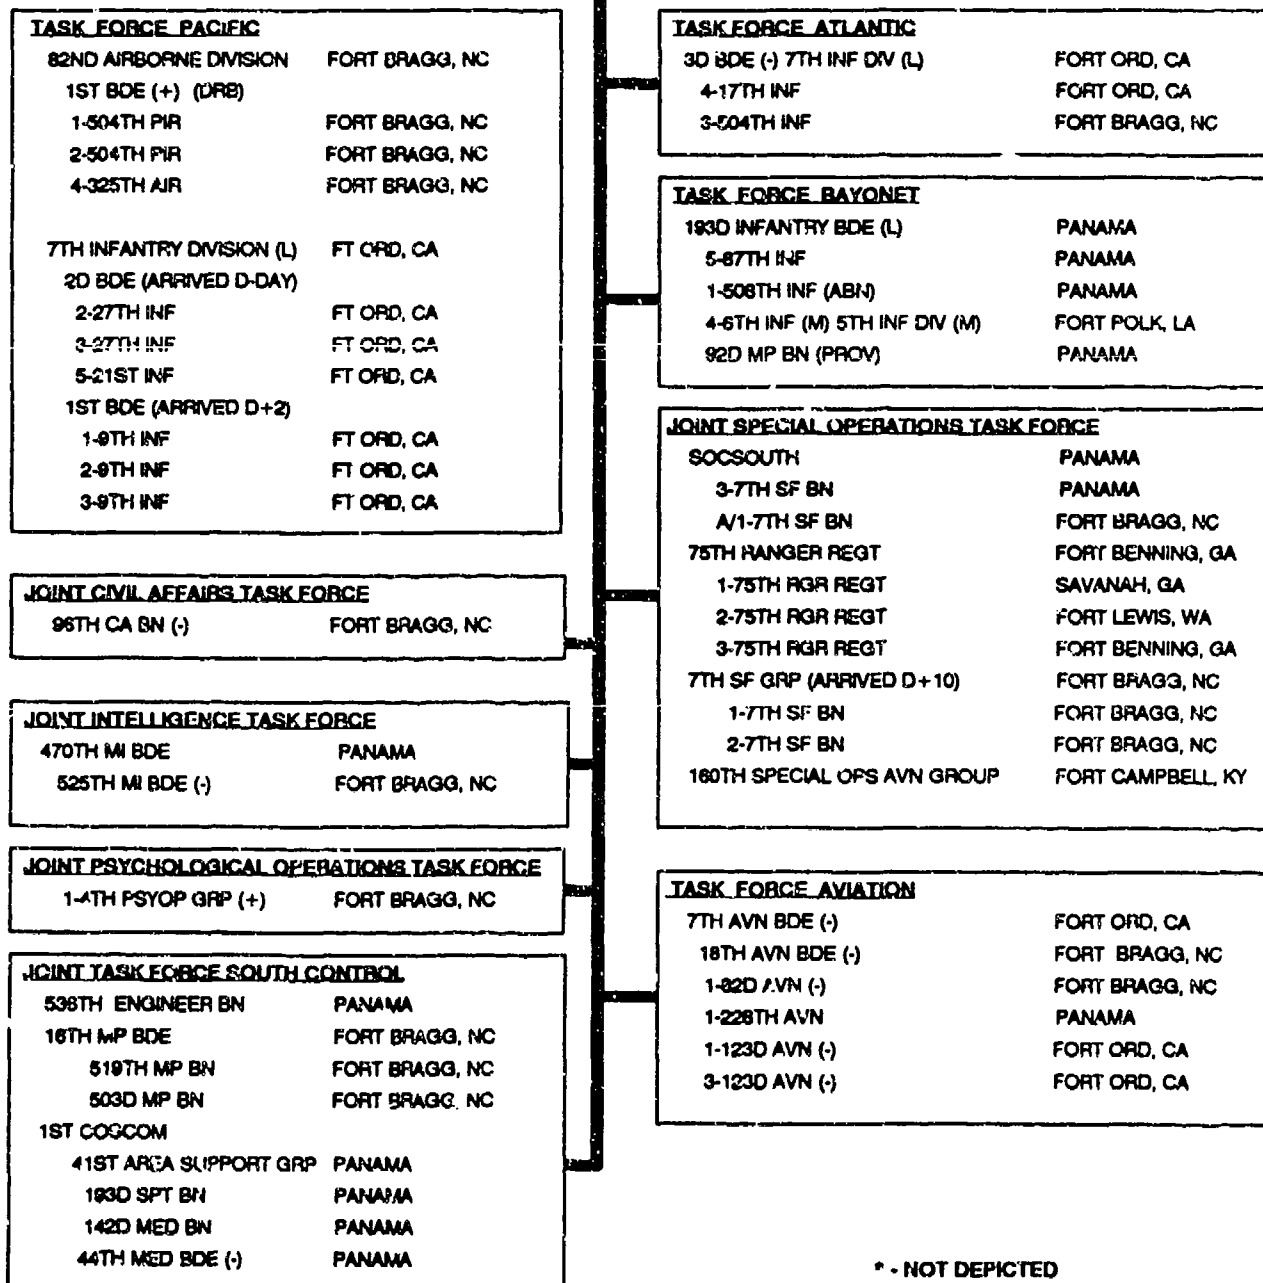 TASK FORCE PACIFIC
82ND AIRBORNE DIVISION FORT BRAGG, NC
1ST BDE (+) (DRB)
1-504TH PIR FORT BRAGG, NC
2-504TH PIR FORT BRAGG, NC
4-325TH AIR FORT BRAGG, NC
7TH INFANTRY DIVISION (L) FT ORD, CA
2D BDE (ARRIVED D-DAY)
2-27TH INF FT ORD, CA
3-27TH INF FT ORD, CA
5-21ST INF FT ORD, CA
1ST BDE (ARRIVED D+2)
1-9TH INF FT ORD, CA
2-9TH INF FT ORD, CA
3-9TH INF FT ORD, CA
JOINT CIVIL AFFAIRS TASK FORCE
96TH CA BN (-) FORT BRAGG, NC
JOINT INTELLIGENCE TASK FORCE
470TH MI BDE PANAMA
525TH MI BDE (-) FORT BRAGG, NC
JOINT PSYCHOLOGICAL OPERATIONS TASK FORCE
1-4TH PSYOP GRP (+) FORT BRAGG, NC
JOINT TASK FORCE SOUTH CONTROL
536TH ENGINEER BN PANAMA
16TH MP BDE FORT BRAGG, NC
519TH MP BN FORT BRAGG, NC
503D MP BN FORT BRAGG, NC
1ST COSCOM
41ST AREA SUPPORT GRP PANAMA
193D SPT BN PANAMA
142D MED BN PANAMA
44TH MED BDE (-) PANAMA
TASK FORCE ATLANTIC
3D BDE (-) 7TH INF DIV (L) FORT ORD, CA
4-17TH INF FORT ORD, CA
3-504TH INF FORT BRAGG, NC
TASK FORCE BAYONET
193D INFANTRY BDE (L) PANAMA
5-87TH INF PANAMA
1-508TH INF (ABN) PANAMA
4-6TH INF (M) 5TH INF DIV (M) FORT POLK, LA
92D MP BN (PROV) PANAMA
JOINT SPECIAL OPERATIONS TASK FORCE
SOCSOUTH PANAMA
3-7TH SF BN PANAMA
A/1-7TH SF BN FORT BRAGG, NC
75TH RANGER REGT FORT BENNING, GA
1-75TH RGR REGT SAVANAH, GA
2-75TH RGR REGT FORT LEWIS, WA
3-75TH RGR REGT FORT BENNING, GA
7TH SF GRP (ARRIVED D+10) FORT BRAGG, NC
1-7TH SF BN FORT BRAGG, NC
2-7TH SF BN FORT BRAGG, NC
160TH SPECIAL OPS AVN GROUP FORT CAMPBELL, KY
TASK FORCE AVIATION
7TH AVN BDE (-) FORT ORD, CA
18TH AVN BDE (-) FORT BRAGG, NC
1-82D AVN (-) FORT BRAGG, NC
1-228TH AVN PANAMA
1-123D AVN (-) FORT ORD, CA
3-123D AVN (-) FORT ORD, CA
* - NOT DEPICTED